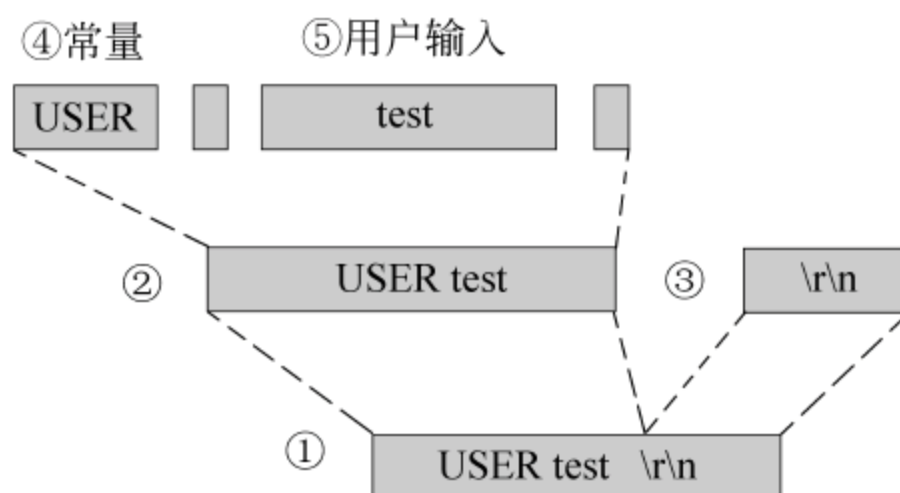 ④常量 ⑤用户输入
USER test
② USER test ③ \r\n
① USER test \r\n